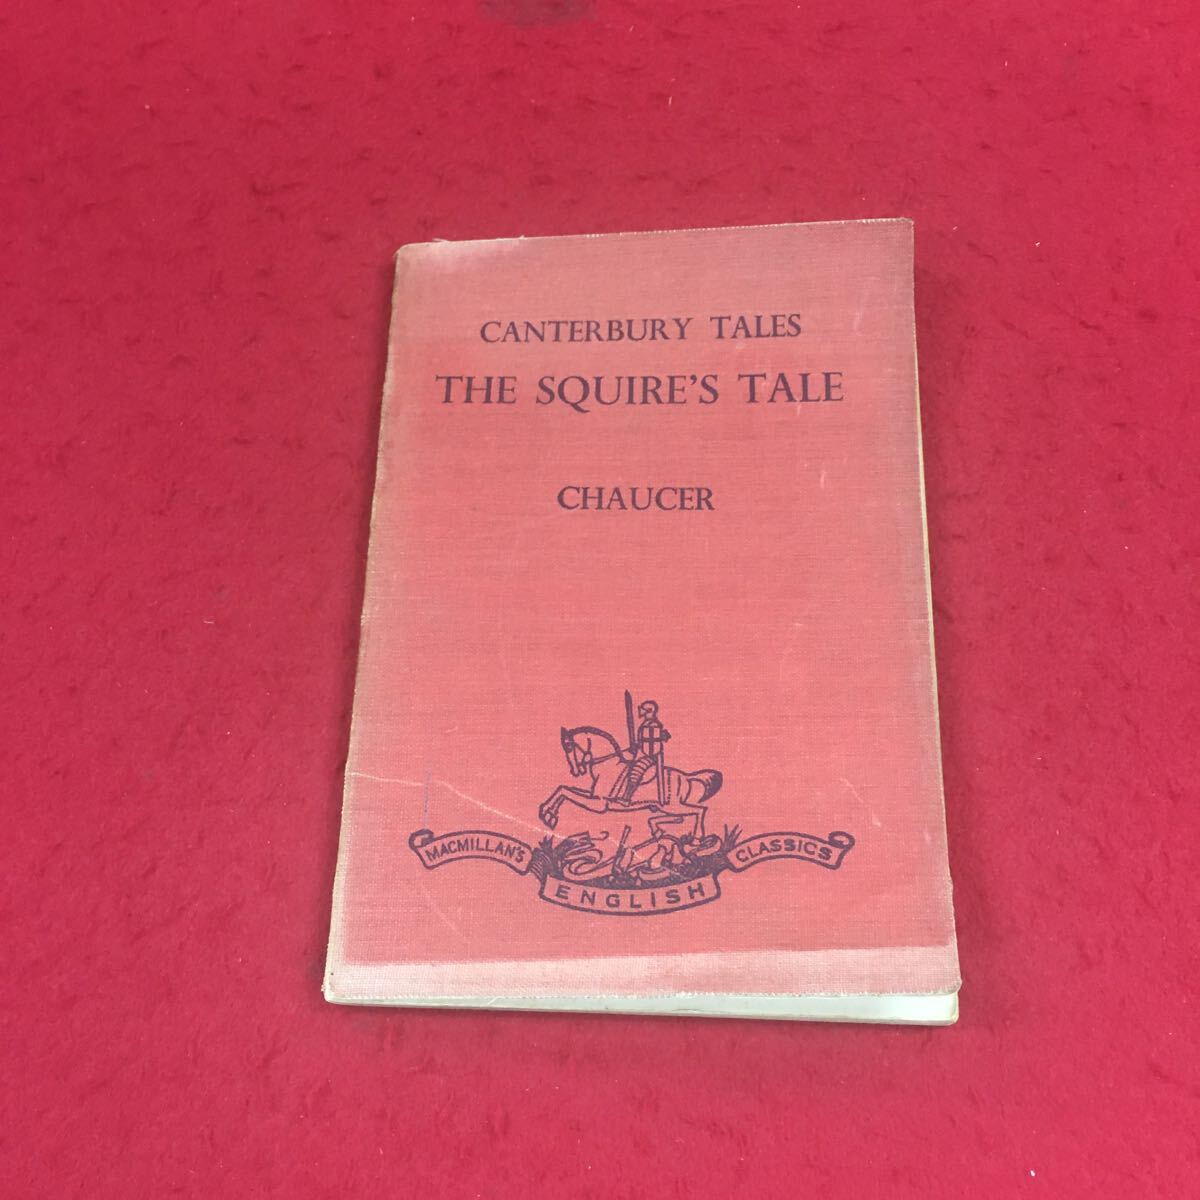 CANTERBURY TALES
THE SQUIRE'S TALE
CHAUCER
MACMILLAN'S
ENGLISH
CLASSICS